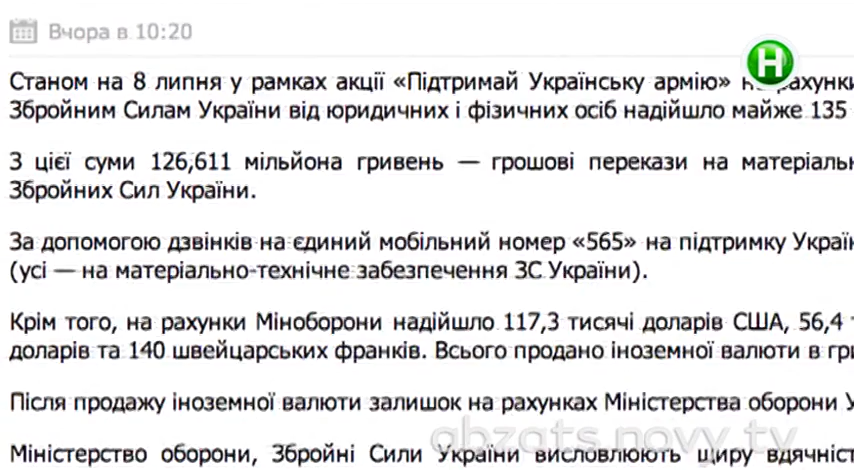 Вчора в 10:20
Станом на 8 липня у рамках акції «Підтримай Українську армію»
Збройним Силам України від юридичних і фізичних осіб надійшло майже 135
З цієї суми 126,611 мільйона гривень — грошові перекази на
Збройних Сил України.
За допомогою дзвінків на єдиний мобільний номер «565» на підтримку
(усі — на матеріально-технічне забезпечення ЗС України).
Крім того, на рахунки Міноборони надійшло 117,3 тисячі доларів США, 56,4
доларів та 140 швейцарських франків. Всього продано іноземної валюти в
Після продажу іноземної валюти залишок на рахунках Міністерства оборони
Міністерство оборони, Збройні Сили України висловлюють щиру
H
abzats.novy.tv